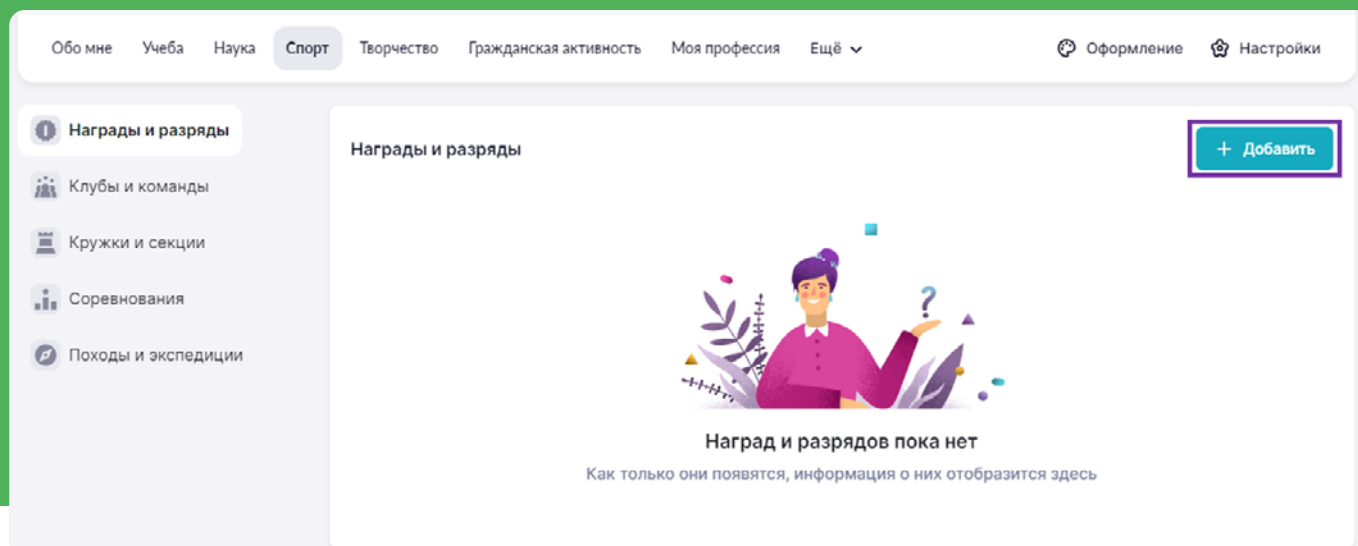 Обо мне Учеба Наука Спорт Творчество Гражданская активность Моя профессия Ещё Оформление Настройки
Награды и разряды
Клубы и команды
Кружки и секции
Соревнования
Походы и экспедиции
Награды и разряды
+ Добавить
?
Наград и разрядов пока нет
Как только они появятся, информация о них отобразится здесь